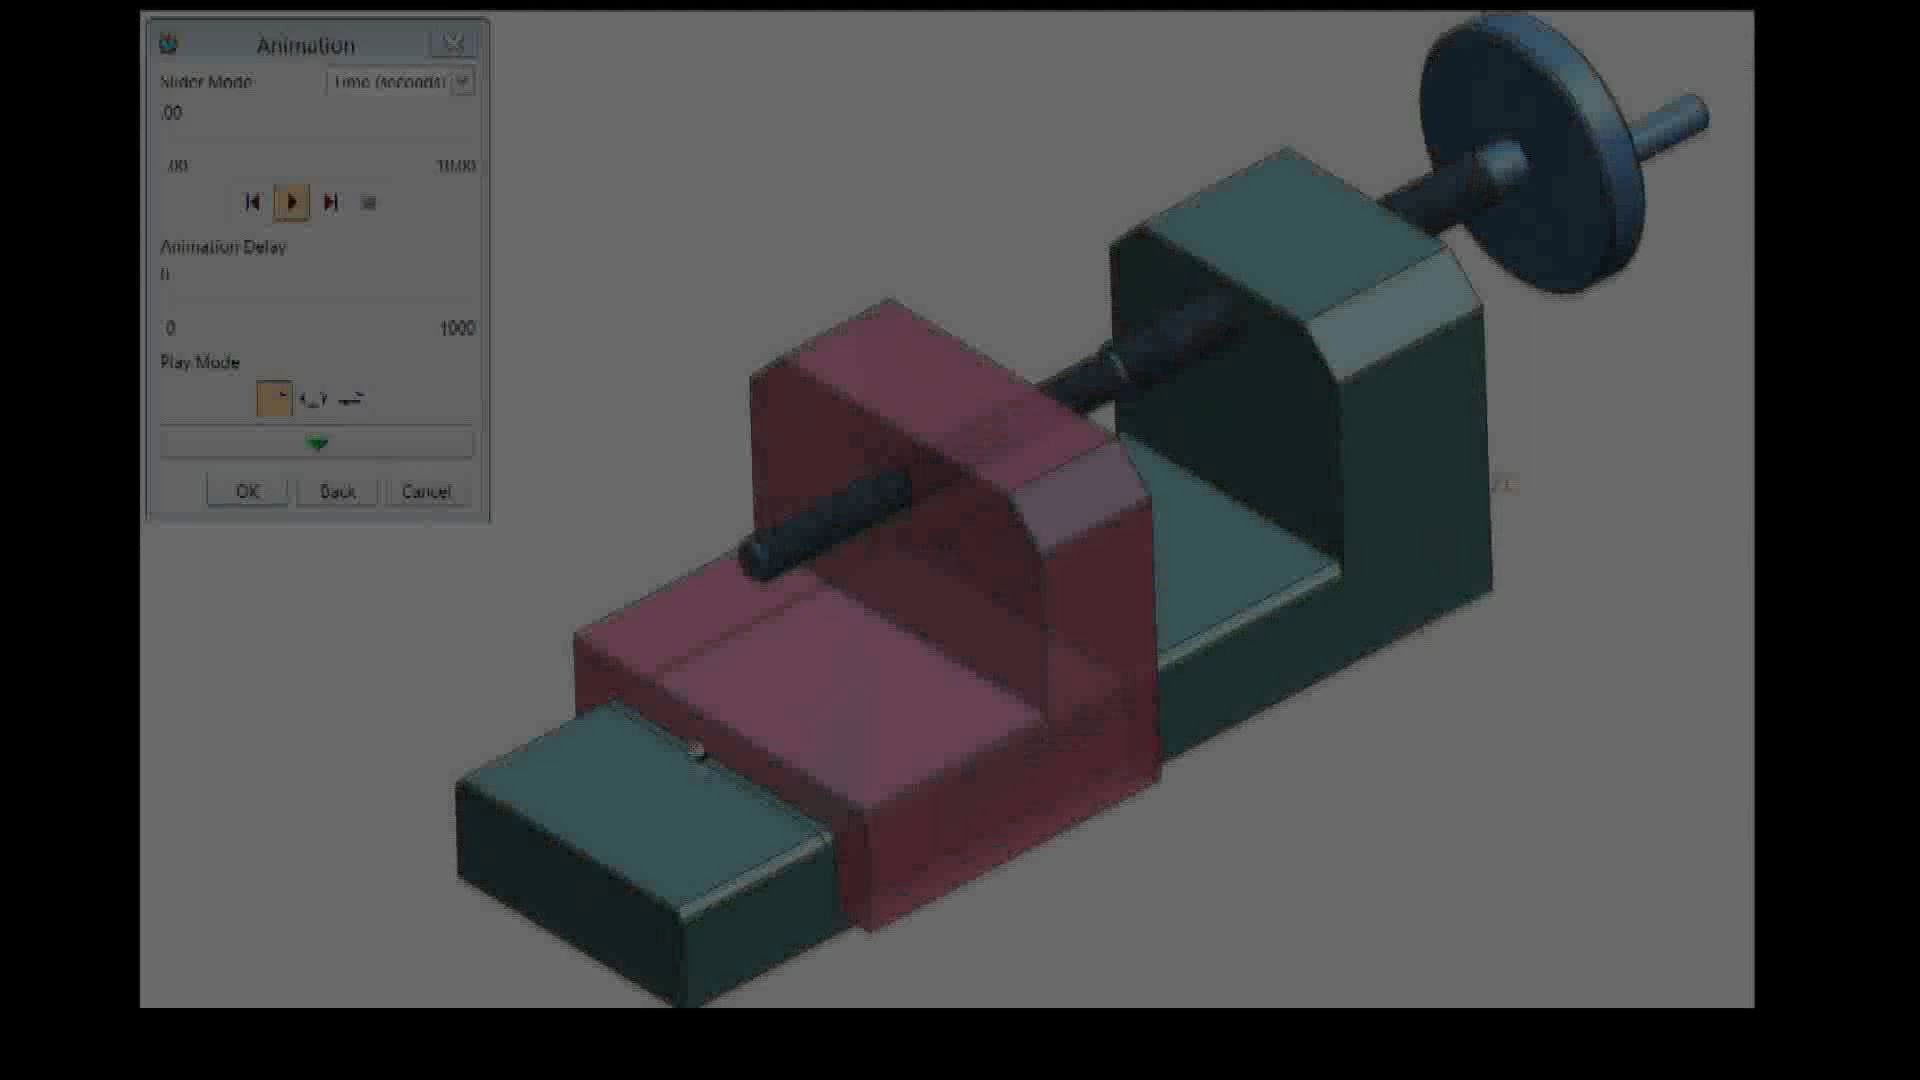 Animation
Slider Mode Time (seconds)
.00
.00 10.00
Animation Delay
0
0 1000
Play Mode
OK Back Cancel